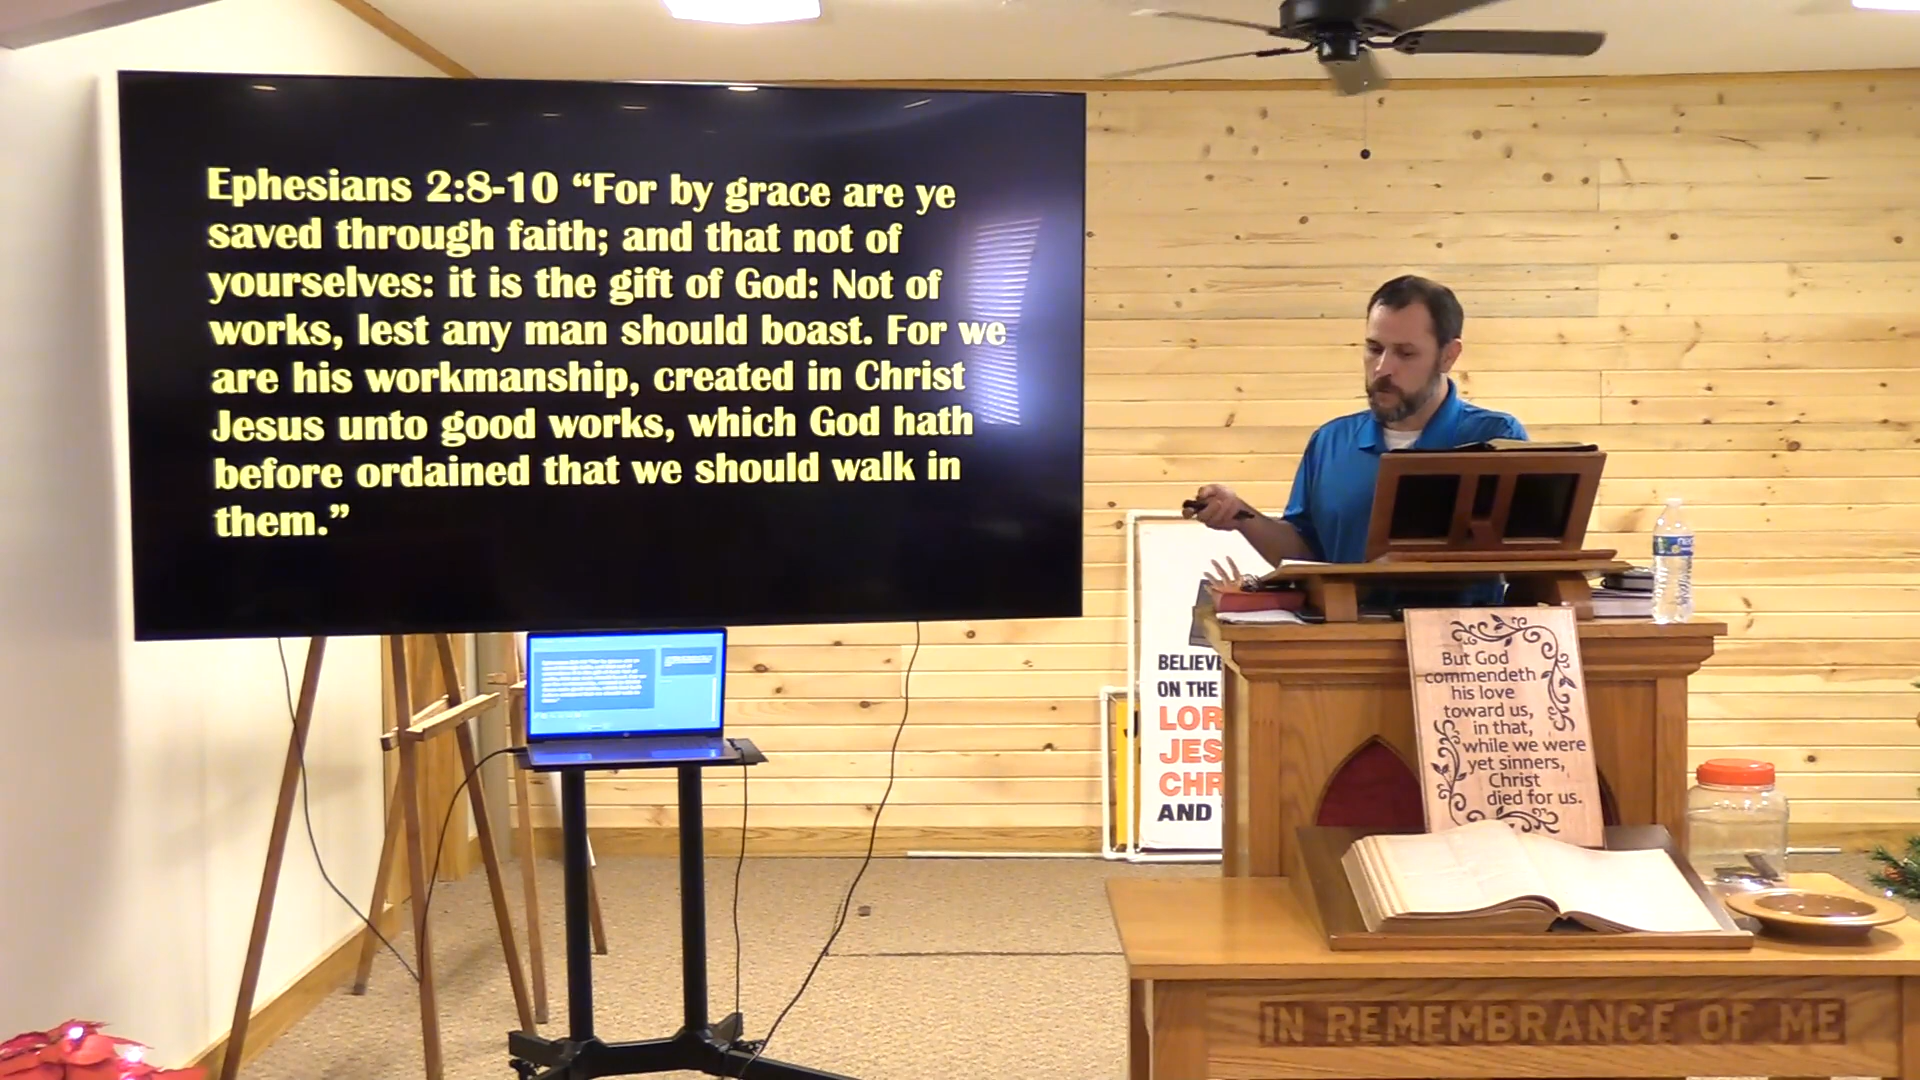 Ephesians 2:8-10 “For by grace are ye
saved through faith; and that not of
yourselves: it is the gift of God: Not of
works, lest any man should boast. For we
are his workmanship, created in Christ
Jesus unto good works, which God hath
before ordained that we should walk in
them.”
BELIEVE
ON THE
LOR
JES
CHR
AND
But God
commendeth
his love
toward us,
in that,
while we were
yet sinners,
Christ
died for us.
IN REMEMBRANCE OF ME